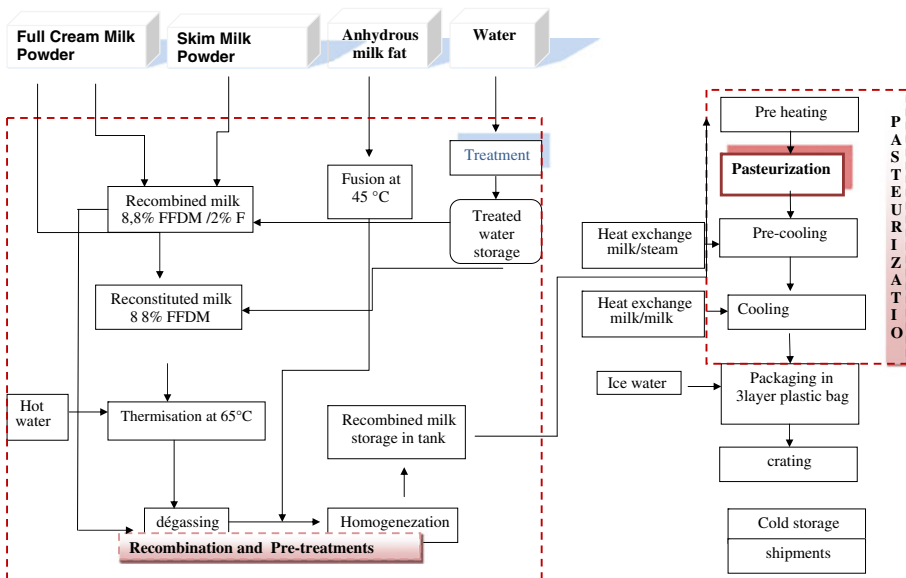 Full Cream Milk
Powder
Skim Milk
Powder
Anhydrous
milk fat
Water
Treatment
Fusion at
45 °C
Recombined milk
8,8% FFDM /2% F
Treated
water
storage
Reconstituted milk
8 8% FFDM
Hot
water
Thermisation at 65°C
Recombined milk
storage in tank
dégassing
Homogenezation
Recombination and Pre-treatments
Pre heating
Pasteurization
Heat exchange
milk/steam
Pre-cooling
Heat exchange
milk/milk
Cooling
Ice water
Packaging in
3layer plastic bag
crating
Cold storage
shipments
P
A
S
T
E
U
R
I
Z
A
T
I
O